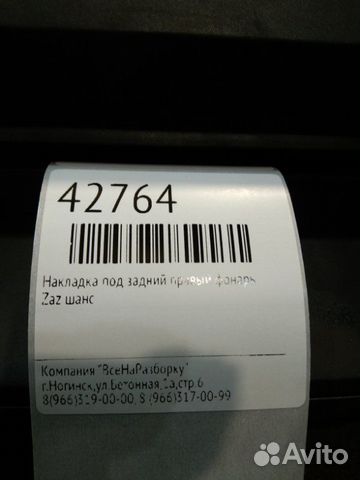 42764
Накладка под задний правый фонарь
Zaz шанс
Компания "ВсеНаРазборку"
г.Ногинск,ул.Бетонная,2а,стр.6
8(966)319-00-00, 8 (966)317-00-99
Avito